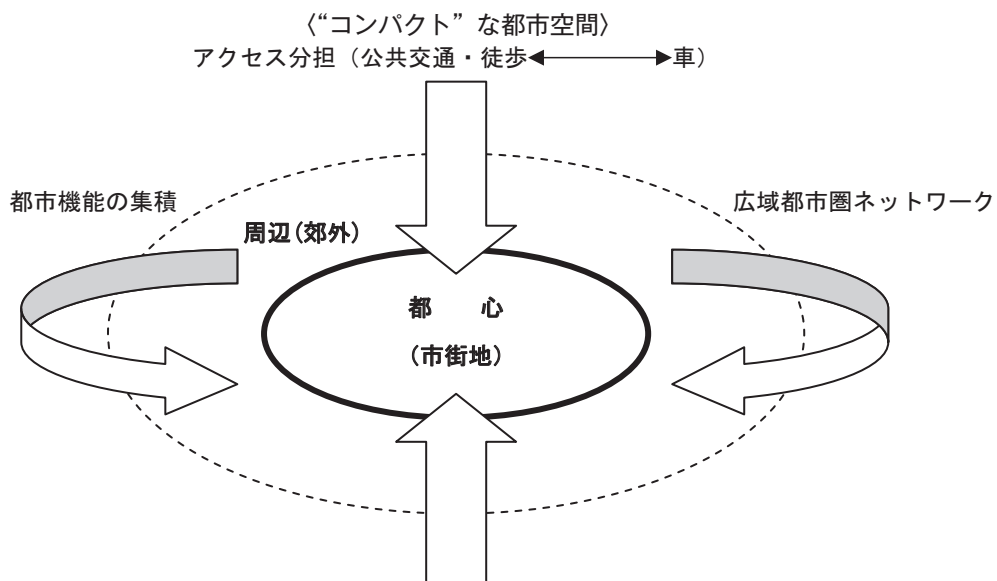 〈“コンパクト”な都市空間〉
アクセス分担（公共交通・徒歩⟷車）
都市機能の集積
広域都市圏ネットワーク
周辺(郊外)
都　心
(市街地)